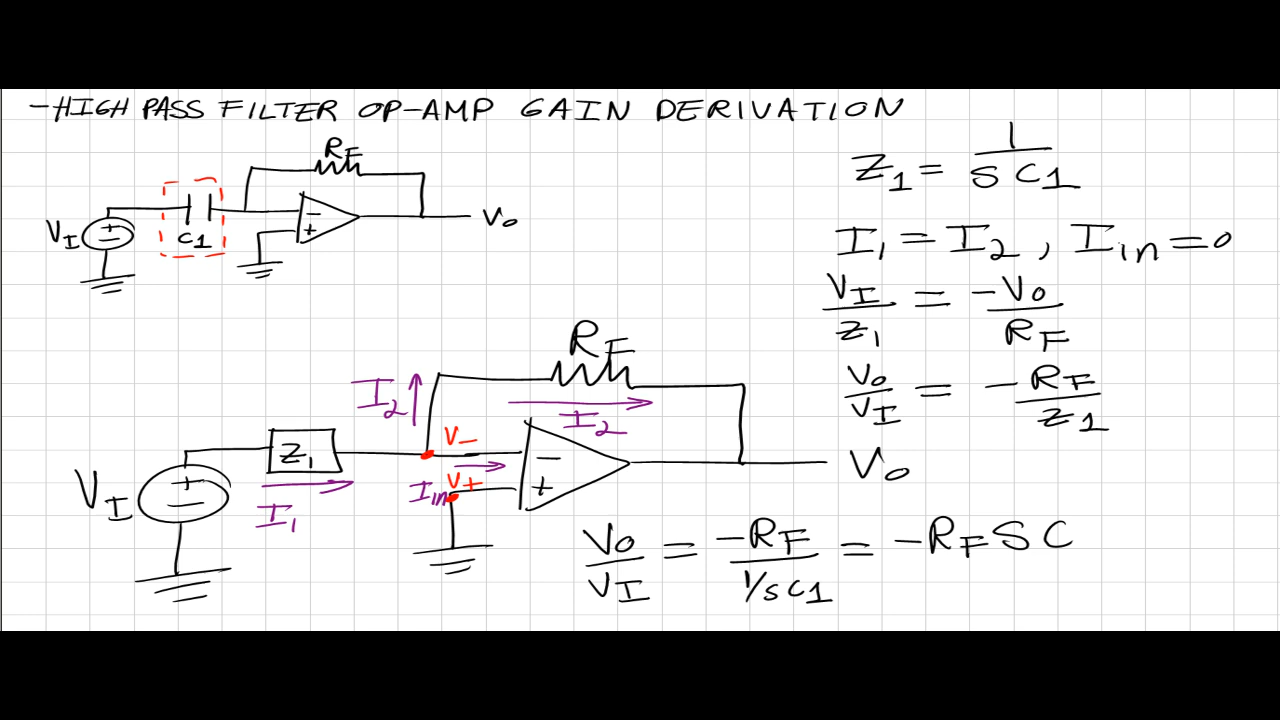 -HIGH PASS FILTER OP-AMP GAIN DERIVATION
RF
VI
+
-
C1
-
+
Vo
Z1 = 1/SC1
I1 = I2, Iin = 0
VI/Z1 = -Vo/RF
Vo/VI = -RF/Z1
RF
I2
I2
V-
Z1
V+
Iin
I1
VI
+
-
-
+
Vo
Vo/VI = -RF/1/SC1 = -RFSC